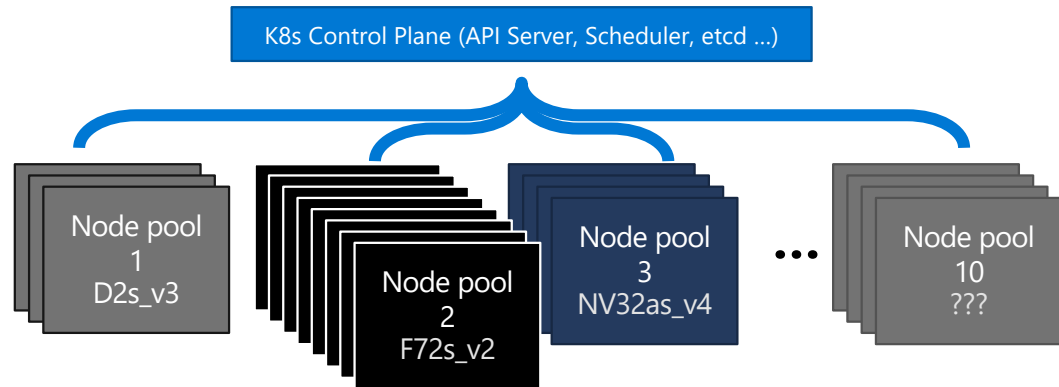 K8s Control Plane (API Server, Scheduler, etcd ...)
Node pool
1
D2s_v3
Node pool
2
F72s_v2
Node pool
3
NV32as_v4
...
Node pool
10
???